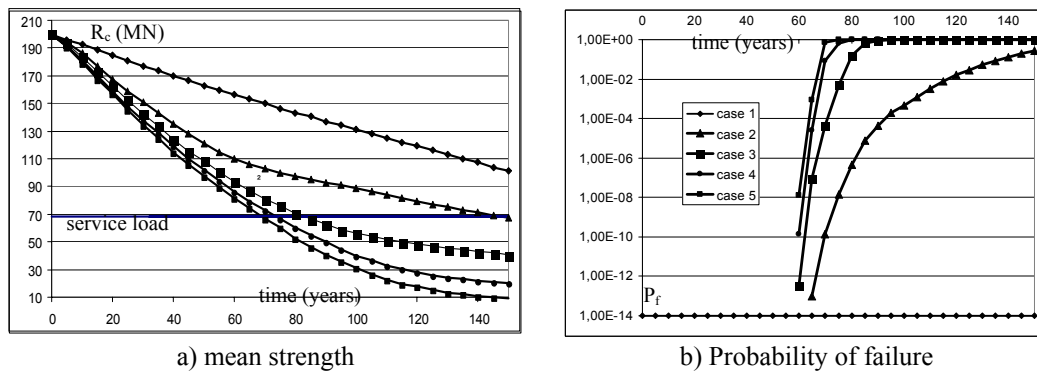 210
190
170
150
130
110
90
70
50
30
10
R_c (MN)
2
service load
time (years)
0 20 40 60 80 100 120 140
a) mean strength
0 20 40 60 80 100 120 140
time (years)
1,00E+00
1,00E-02
1,00E-04
1,00E-06
1,00E-08
1,00E-10
1,00E-12
1,00E-14
case 1
case 2
case 3
case 4
case 5
P_f
b) Probability of failure